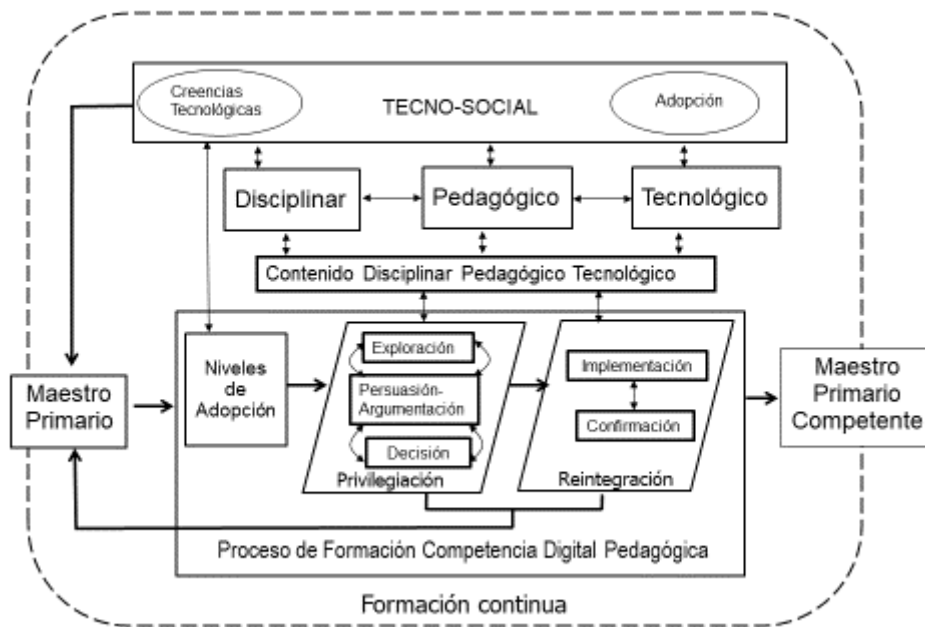 Creencias
Tecnológicas
TECNO-SOCIAL
Adopción
Disciplinar
Pedagógico
Tecnológico
Contenido Disciplinar Pedagógico Tecnológico
Maestro
Primario
Niveles
de
Adopción
Exploración
Persuasión-
Argumentación
Decisión
Privilegiación
Implementación
Confirmación
Reintegración
Maestro
Primario
Competente
Proceso de Formación Competencia Digital Pedagógica
Formación continua